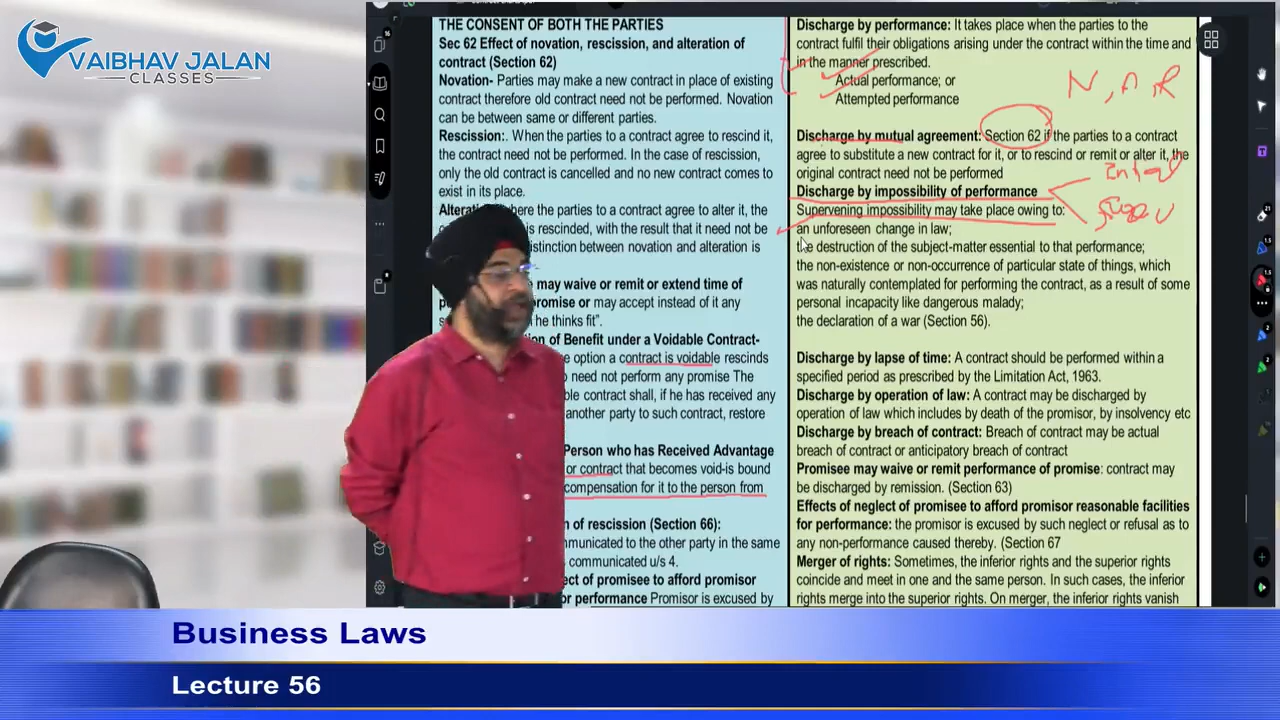 VAIBHAV JALAN
CLASSES
THE CONSENT OF BOTH THE PARTIES
Sec 62 Effect of novation, rescission, and alteration of
contract (Section 62)
Novation- Parties may make a new contract in place of existing
contract therefore old contract need not be performed. Novation
can be between same or different parties.
Rescission:. When the parties to a contract agree to rescind it,
the contract need not be performed. In the case of rescission,
only the old contract is cancelled and no new contract comes to
exist in its place.
here the parties to a contract agree to alter it, the
is rescinded, with the result that it need not be
distinction between novation and alteration is
may waive or remit or extend time of
promise or may accept instead of it any
he thinks fit".
of Benefit under a Voidable Contract-
option a contract is voidable rescinds
need not perform any promise The
contract shall, if he has received any
another party to such contract, restore
Person who has Received Advantage
or contract that becomes void-is bound
compensation for it to the person from
of rescission (Section 66):
to the other party in the same
communicated u/s 4.
of promisee to afford promisor
performance Promisor is excused by
Discharge by performance: It takes place when the parties to the
contract fulfil their obligations arising under the contract within the time and
in the manner prescribed.
Actual performance; or
Attempted performance
N, A, R
Discharge by mutual agreement: Section 62 if the parties to a contract
agree to substitute a new contract for it, or to rescind or remit or alter it, the
original contract need not be performed
Discharge by impossibility of performance
Supervening impossibility may take place owing to:
an unforeseen change in law;
the destruction of the subject-matter essential to that performance;
the non-existence or non-occurrence of particular state of things, which
was naturally contemplated for performing the contract, as a result of some
personal incapacity like dangerous malady;
the declaration of a war (Section 56).
Discharge by lapse of time: A contract should be performed within a
specified period as prescribed by the Limitation Act, 1963.
Discharge by operation of law: A contract may be discharged by
operation of law which includes by death of the promisor, by insolvency etc
Discharge by breach of contract: Breach of contract may be actual
breach of contract or anticipatory breach of contract
Promisee may waive or remit performance of promise: contract may
be discharged by remission. (Section 63)
Effects of neglect of promisee to afford promisor reasonable facilities
for performance: the promisor is excused by such neglect or refusal as to
any non-performance caused thereby. (Section 67
Merger of rights: Sometimes, the inferior rights and the superior rights
coincide and meet in one and the same person. In such cases, the inferior
rights merge into the superior rights. On merger, the inferior rights vanish
Business Laws
Lecture 56